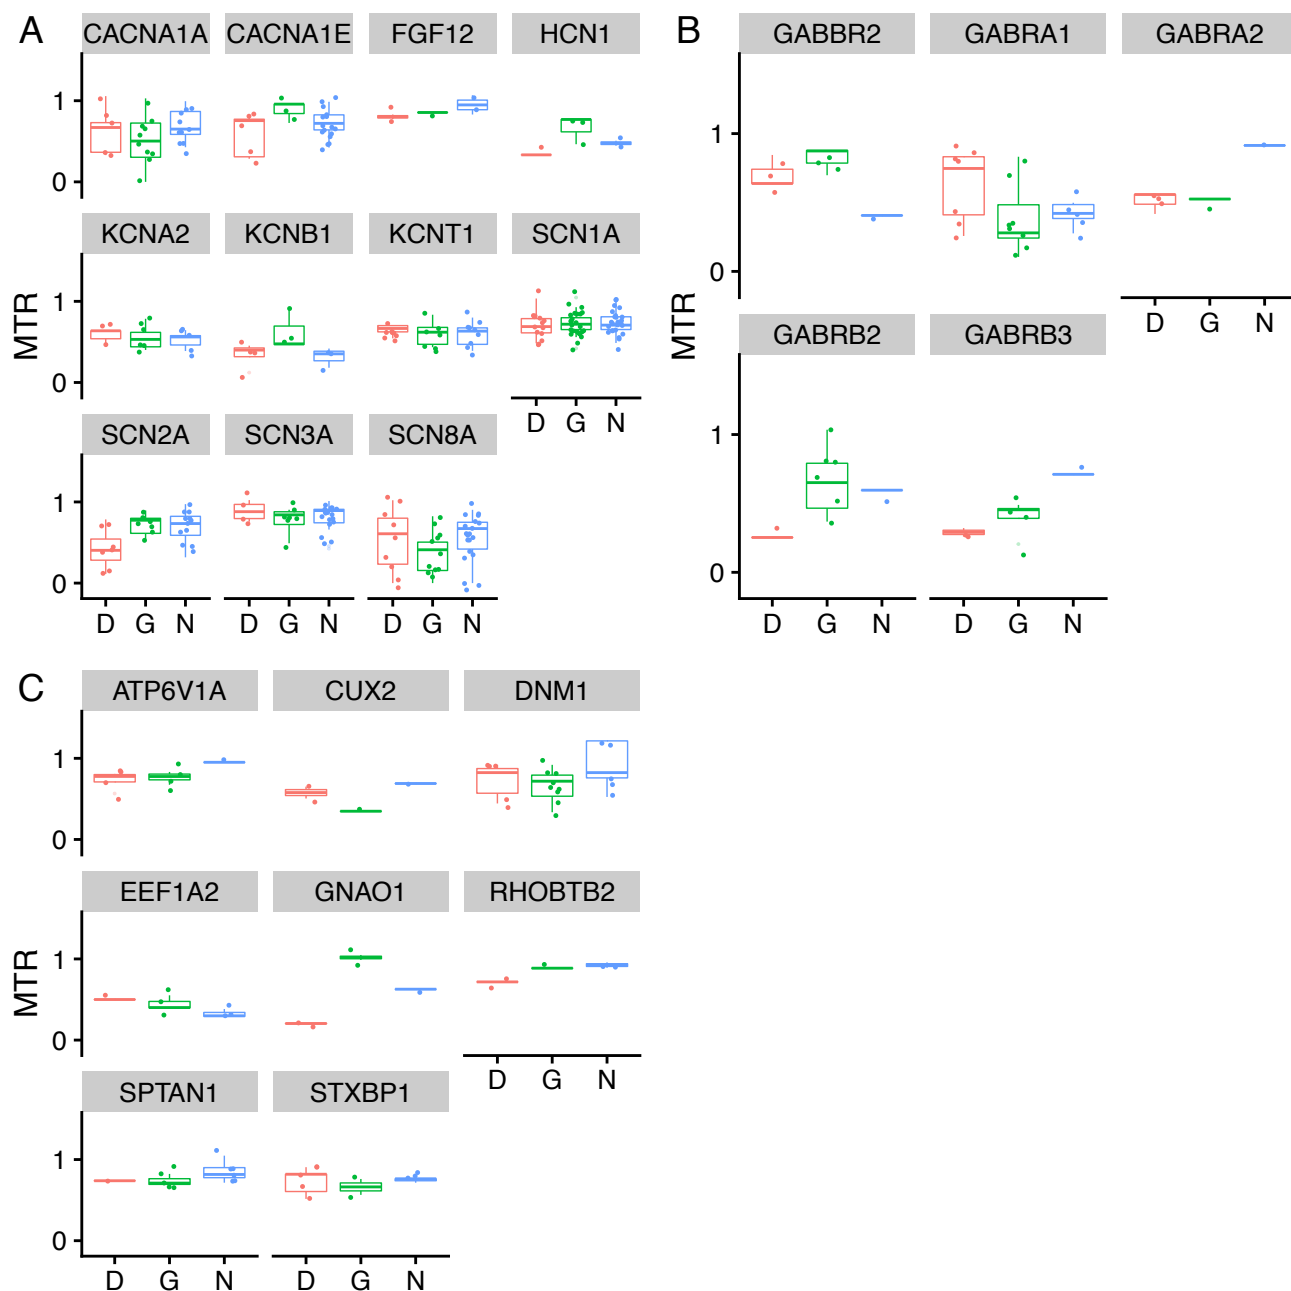 A
CACNA1A CACNA1E FGF12 HCN1
1
0
KCNA2 KCNB1 KCNT1 SCN1A
1
0
MTR
D G N
SCN2A SCN3A SCN8A
1
0
D G N D G N D G N
B
GABBR2 GABRA1 GABRA2
1
0
MTR
D G N
GABRB2 GABRB3
1
0
D G N D G N
C
ATP6V1A CUX2 DNM1
1
0
EEF1A2 GNAO1 RHOBTB2
1
0
MTR
D G N
SPTAN1 STXBP1
1
0
D G N D G N